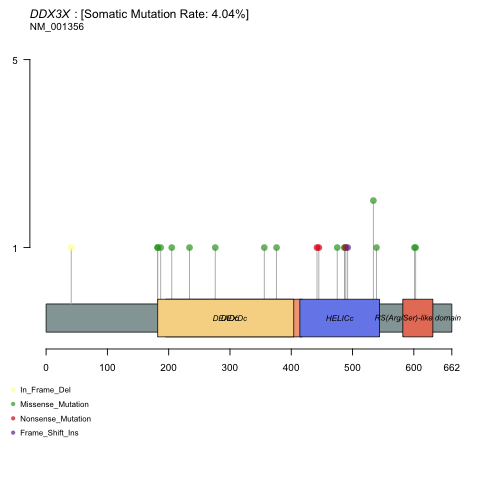 DDX3X : [Somatic Mutation Rate: 4.04%]
NM_001356
5
1
HELICc
RS(Arg/Ser)-like domain
0 100 200 300 400 500 600 662
In_Frame_Del
Missense_Mutation
Nonsense_Mutation
Frame_Shift_Ins